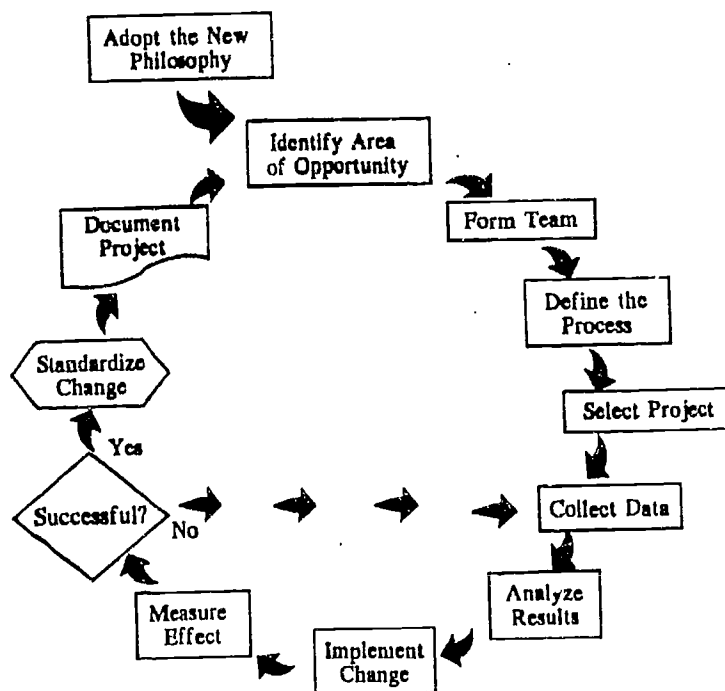 Adopt the New
Philosophy
Identify Area
of Opportunity
Form Team
Define the
Process
Select Project
Collect Data
Analyze
Results
Implement
Change
Measure
Effect
Successful?
No
Yes
Standardize
Change
Document
Project